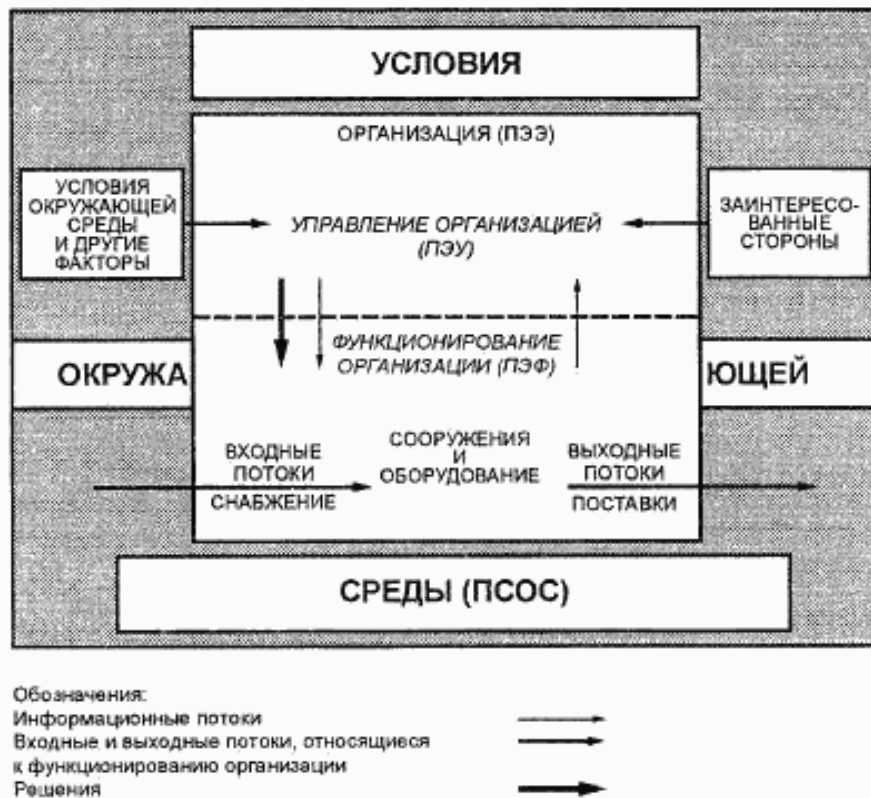 УСЛОВИЯ
ОРГАНИЗАЦИЯ (ПЭЭ)
УСЛОВИЯ
ОКРУЖАЮЩЕЙ
СРЕДЫ
И ДРУГИЕ
ФАКТОРЫ
УПРАВЛЕНИЕ ОРГАНИЗАЦИЕЙ
(ПЭУ)
ЗАИНТЕРЕСО-
ВАННЫЕ
СТОРОНЫ
ФУНКЦИОНИРОВАНИЕ
ОРГАНИЗАЦИИ (ПЭФ)
ОКРУЖА
ЮЩЕЙ
ВХОДНЫЕ
ПОТОКИ
СНАБЖЕНИЕ
СООРУЖЕНИЯ
И
ОБОРУДОВАНИЕ
ВЫХОДНЫЕ
ПОТОКИ
ПОСТАВКИ
СРЕДЫ (ПСОС)
Обозначения:
Информационные потоки
Входные и выходные потоки, относящиеся
к функционированию организации
Решения